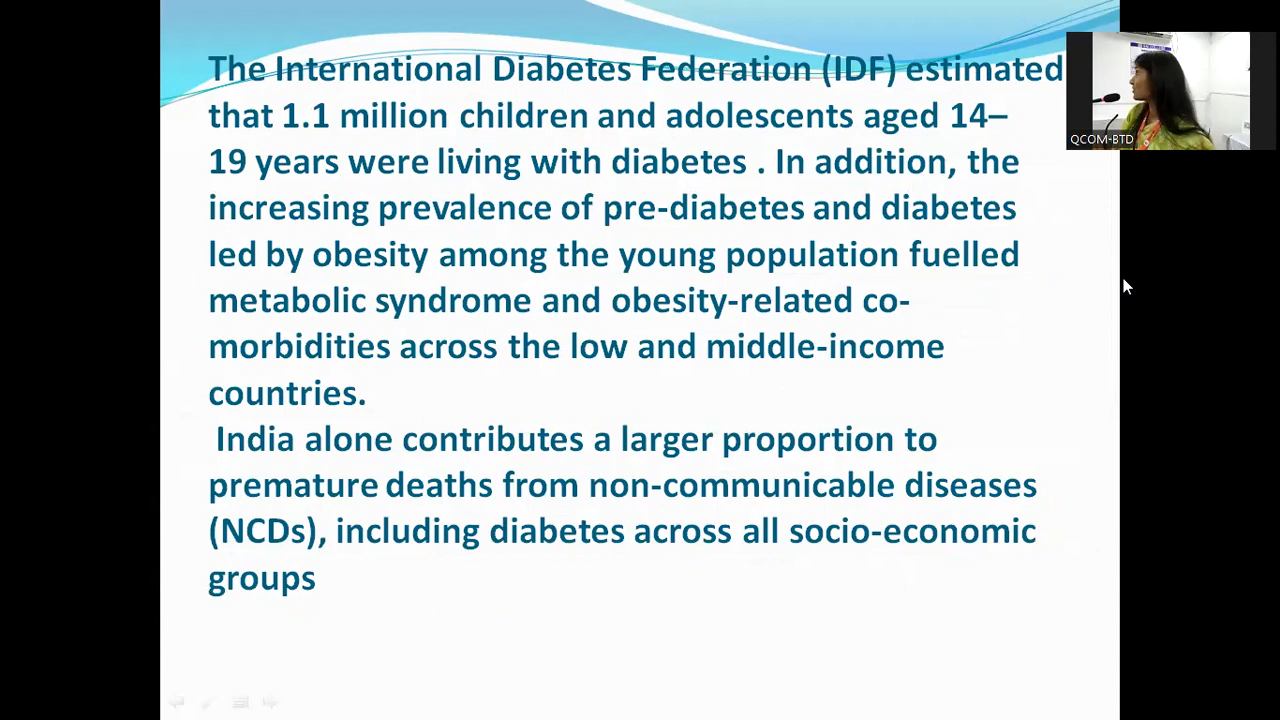 The International Diabetes Federation (IDF) estimated
that 1.1 million children and adolescents aged 14–
19 years were living with diabetes . In addition, the
increasing prevalence of pre-diabetes and diabetes
led by obesity among the young population fuelled
metabolic syndrome and obesity-related co-
morbidities across the low and middle-income
countries.
India alone contributes a larger proportion to
premature deaths from non-communicable diseases
(NCDs), including diabetes across all socio-economic
groups
QCOM-BTD